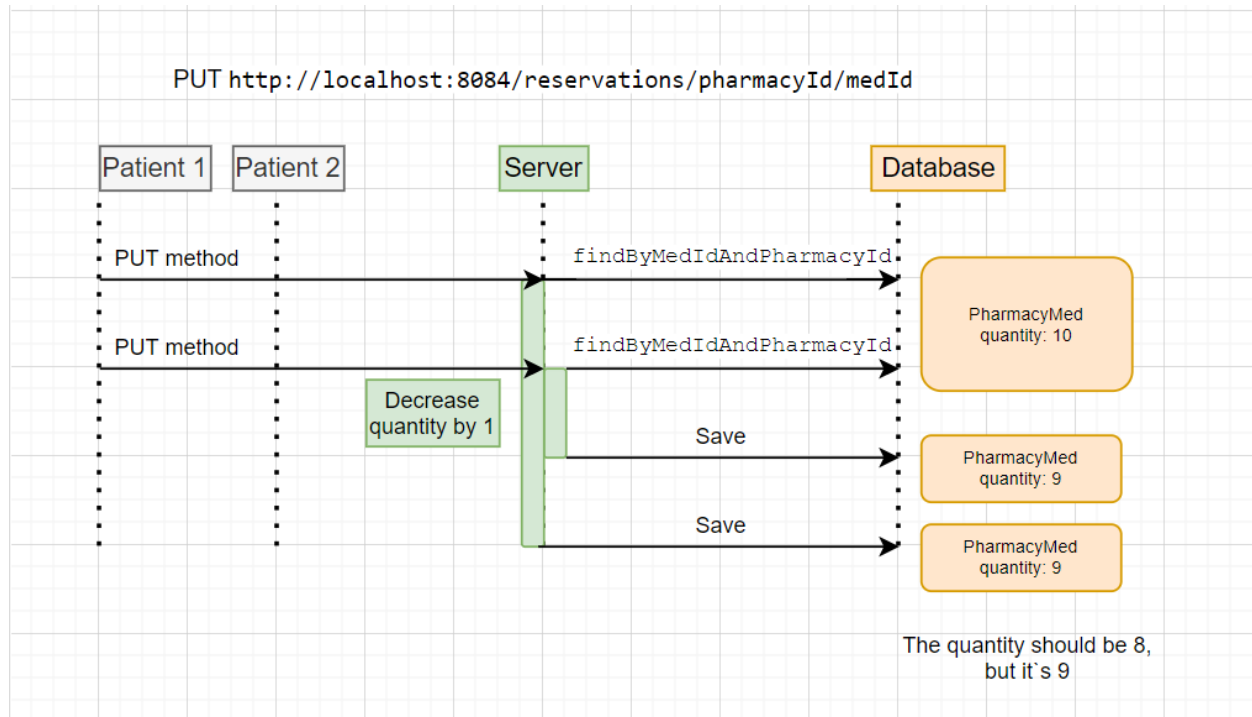 PUT http://localhost:8084/reservations/pharmacyId/medId
Patient 1
Patient 2
Server
Database
PUT method
findByMedIdAndPharmacyId
PharmacyMed
quantity: 10
PUT method
findByMedIdAndPharmacyId
Decrease
quantity by 1
Save
PharmacyMed
quantity: 9
Save
PharmacyMed
quantity: 9
The quantity should be 8,
but it`s 9